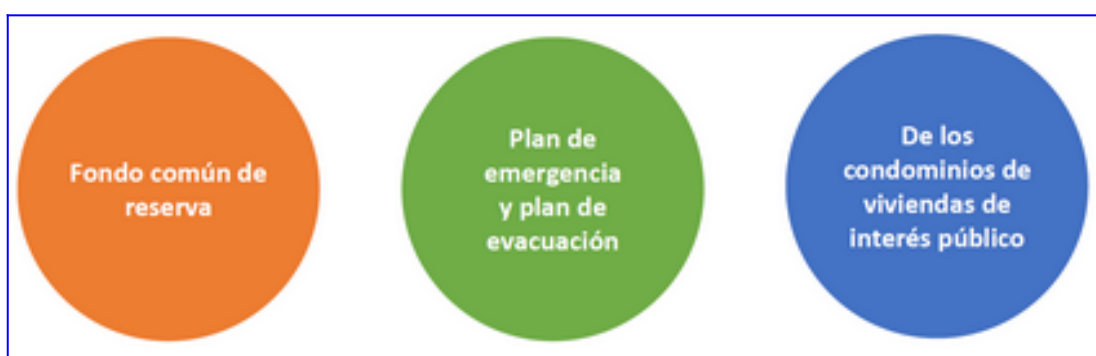 Fondo común de
reserva
Plan de
emergencia
y plan de
evacuación
De los
condominios de
viviendas de
interés público